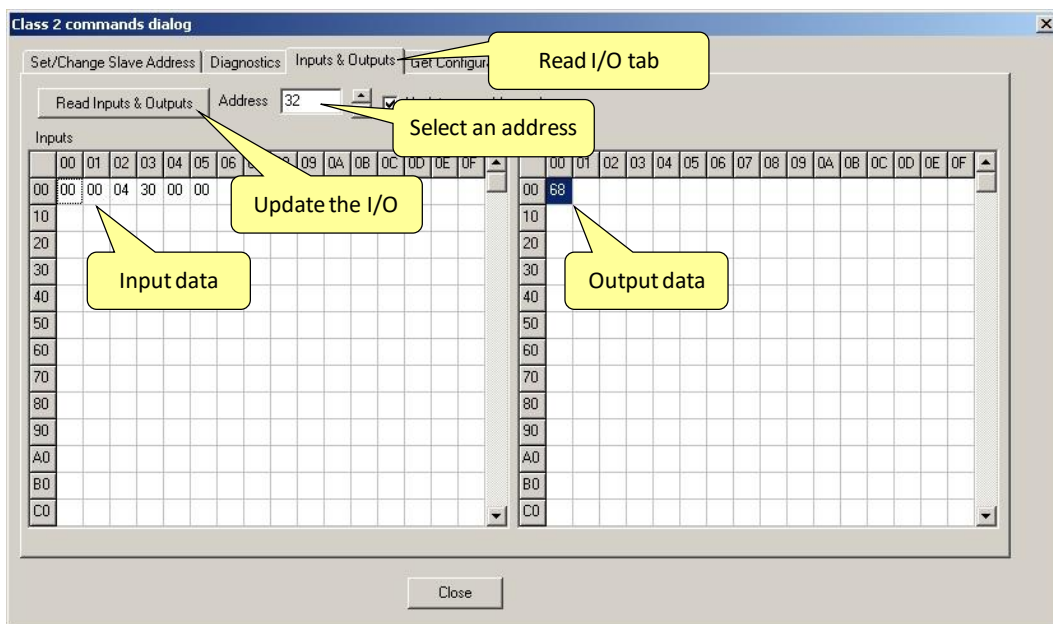 Class 2 commands dialog
Set/Change Slave Address Diagnostics Inputs & Outputs Get
Read I/O tab
Read Inputs & Outputs Address 32
Select an address
Inputs
00 01 02 03 04 05 06 09 0A 0B 0C 0D 0E 0F
00 01 02 03 04 05 06 07 08 09 0A 0B 0C 0D 0E 0F
00 00 00 04 30 00 00
00 68
Update the I/O
10
10
20
20
30
30
Input data
Output data
40
40
50
50
60
60
70
70
80
80
90
90
A0
A0
B0
B0
C0
C0
Close